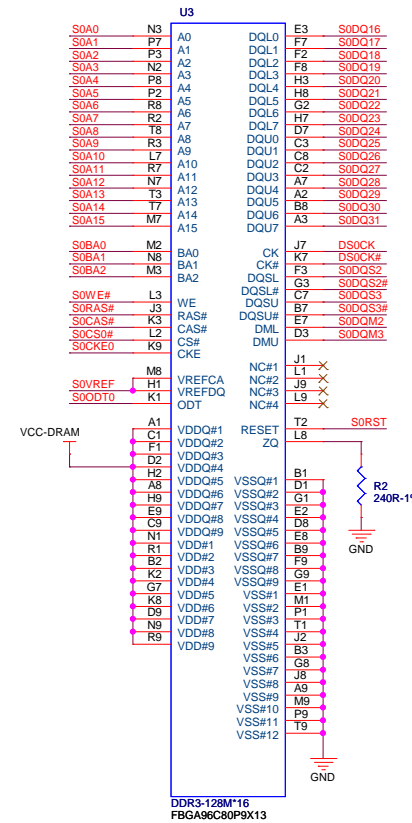 U3
S0A0 N3 A0 DQL0 E3 S0DQ16
S0A1 P7 A1 DQL1 F7 S0DQ17
S0A2 P3 A2 DQL2 F2 S0DQ18
S0A3 N2 A3 DQL3 F8 S0DQ19
S0A4 P8 A4 DQL4 H3 S0DQ20
S0A5 P2 A5 DQL5 H8 S0DQ21
S0A6 R8 A6 DQL6 G2 S0DQ22
S0A7 R2 A7 DQL7 H7 S0DQ23
S0A8 T8 A8 DQU0 D7 S0DQ24
S0A9 R3 A9 DQU1 C3 S0DQ25
S0A10 L7 A10 DQU2 C8 S0DQ26
S0A11 R7 A11 DQU3 C2 S0DQ27
S0A12 N7 A12 DQU4 A7 S0DQ28
S0A13 T3 A13 DQU5 A2 S0DQ29
S0A14 T7 A14 DQU6 B8 S0DQ30
S0A15 M7 A15 DQU7 A3 S0DQ31
S0BA0 M2 BA0 CK J7 DS0CK
S0BA1 N8 BA1 CK# K7 DS0CK#
S0BA2 M3 BA2 DQSL F3 S0DQS2
DQSL# G3 S0DQS2#
S0WE# L3 WE DQSU C7 S0DQS3
S0RAS# J3 RAS# DQSU# B7 S0DQS3#
S0CAS# K3 CAS# DML E7 S0DQM2
S0CS0# L2 CS# DMU D3 S0DQM3
S0CKE0 K9 CKE
NC#1 J1
M8 VREFCA NC#2 L1
S0VREF H1 VREFDQ NC#3 J9
S0ODT0 K1 ODT NC#4 L9
A1 VDDQ#1 RESET T2 S0RST
VCC-DRAM C1 VDDQ#2 ZQ L8
F1 VDDQ#3
D2 VDDQ#4
H2 VDDQ#5 VSSQ#1 B1
A8 VDDQ#6 VSSQ#2 D1
R2
H9 VDDQ#7 VSSQ#3 G1
240R-1
E9 VDDQ#8 VSSQ#4 E2
C9 VDDQ#9 VSSQ#5 D8
N1 VDD#1 VSSQ#6 E8
GND
R1 VDD#2 VSSQ#7 B9
B2 VDD#3 VSSQ#8 F9
K2 VDD#4 VSSQ#9 G9
G7 VDD#5 VSS#1 E1
K8 VDD#6 VSS#2 M1
D9 VDD#7 VSS#3 P1
N9 VDD#8 VSS#4 T1
R9 VDD#9 VSS#5 J2
VSS#6 B3
VSS#7 G8
VSS#8 J8
VSS#9 A9
VSS#10 M9
VSS#11 P9
VSS#12 T9
GND
DDR3-128M*16
FBGA96C80P9X13